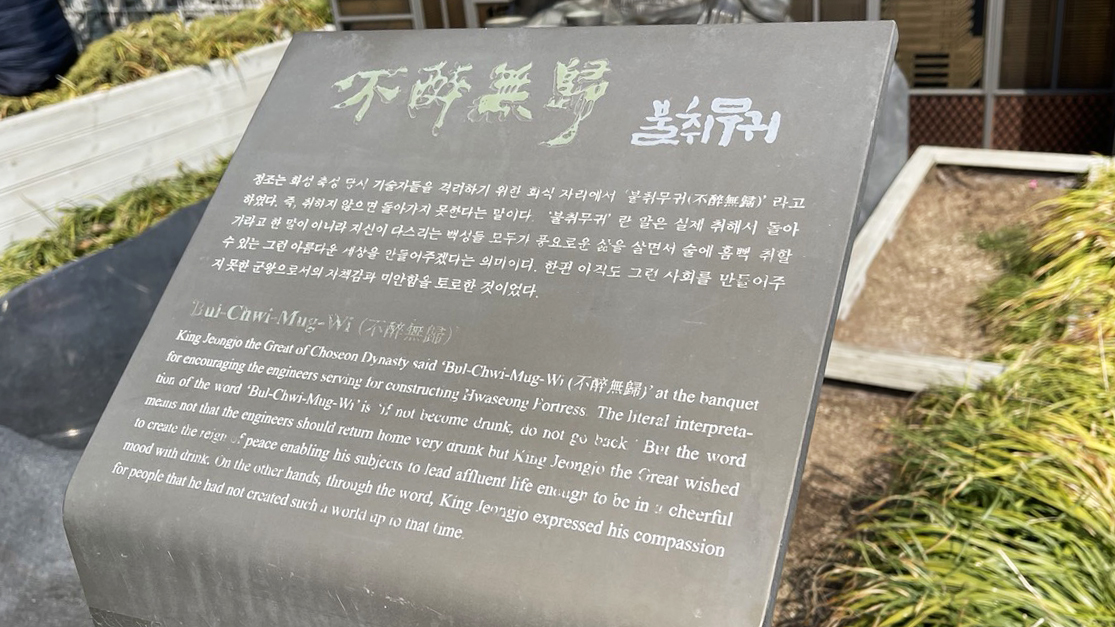 不醉無歸 불취무귀
정조는 화성 축성 당시 기술자들을 격려하기 위한 회식 자리에서 '불취무귀(不醉無歸)' 라고
하였다. 즉, 취하지 않으면 돌아가지 못한다는 말이다. '불취무귀' 란 말은 실제 취해서 돌아
가라고 한 말이 아니라 자신이 다스리는 백성들 모두가 풍요로운 삶을 살면서 술에 흠뻑 취할
수 있는 그런 아름다운 세상을 만들어주겠다는 의미이다. 한편 아직도 그런 사회를 만들어주
지 못한 군왕으로서의 자책감과 미안함을 토로한 것이었다.
Bul-Chwi-Mug-Wi (不醉無歸)
King Jeongjo the Great of Choseon Dynasty said 'Bul-Chwi-Mug-Wi (不醉無歸)' at the banquet
for encouraging the engineers serving for constructing Hwaseong Fortress. The literal interpreta-
tion of the word 'Bul-Chwi-Mug-Wi' is 'if not become drunk, do not go back.' But the word
means not that the engineers should return home very drunk but King Jeongjo the Great wished
to create the reign of peace enabling his subjects to lead affluent life enough to be in a cheerful
mood with drink. On the other hands, through the word, King Jeongjo expressed his compassion
for people that he had not created such a world up to that time.